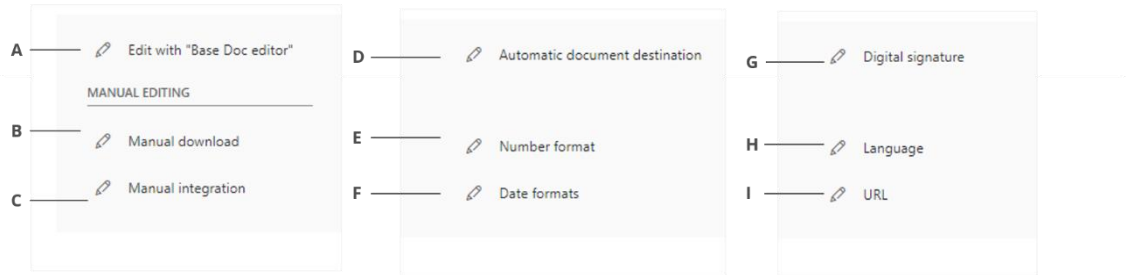 A Edit with "Base Doc editor"
MANUAL EDITING
B Manual download
C Manual integration
D Automatic document destination
E Number format
F Date formats
G Digital signature
H Language
I URL